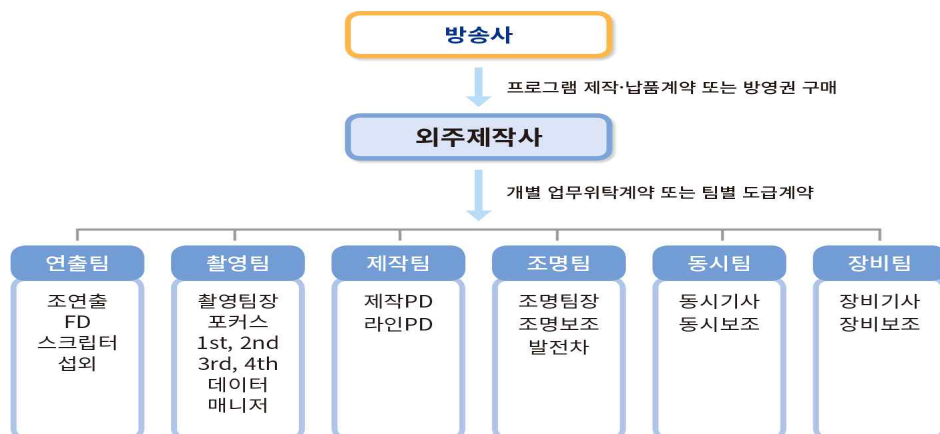 방송사
프로그램 제작·납품계약 또는 방영권 구매
외주제작사
개별 업무위탁계약 또는 팀별 도급계약
연출팀
조연출
FD
스크립터
섭외
촬영팀
촬영팀장
포커스
1st, 2nd
3rd, 4th
데이터
매니저
제작팀
제작PD
라인PD
조명팀
조명팀장
조명보조
발전차
동시팀
동시기사
동시보조
장비팀
장비기사
장비보조